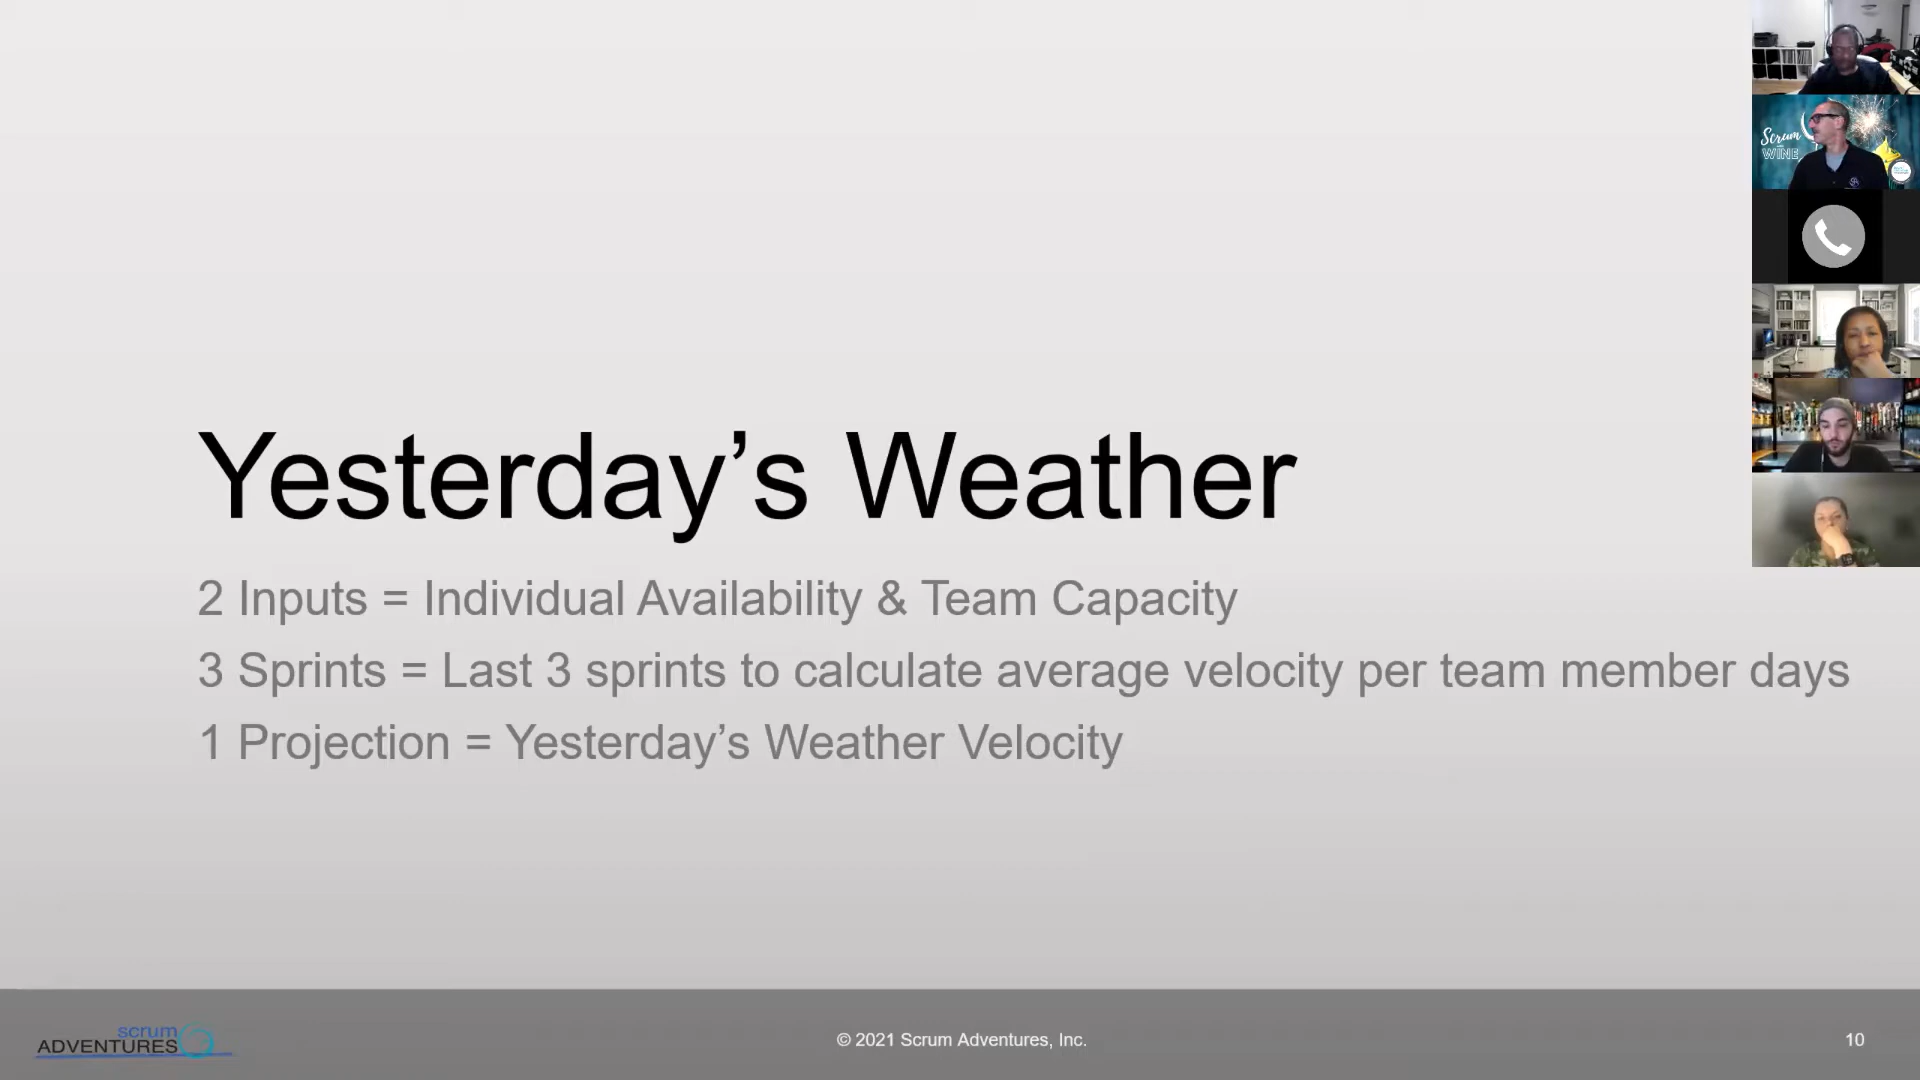 Scrum
WINE
Yesterday’s Weather
2 Inputs = Individual Availability & Team Capacity
3 Sprints = Last 3 sprints to calculate average velocity per team member days
1 Projection = Yesterday’s Weather Velocity
scrum
ADVENTURES
© 2021 Scrum Adventures, Inc.
10